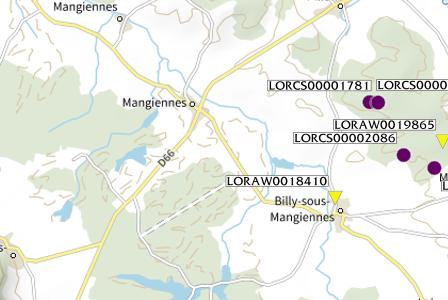 Mangiennes
LORCS00001781
LORCS0000
Mangiennes
LORAW0019865
LORCS00002086
D66
LORAW0018410
Billy-sous-
Mangiennes
s-
M
L